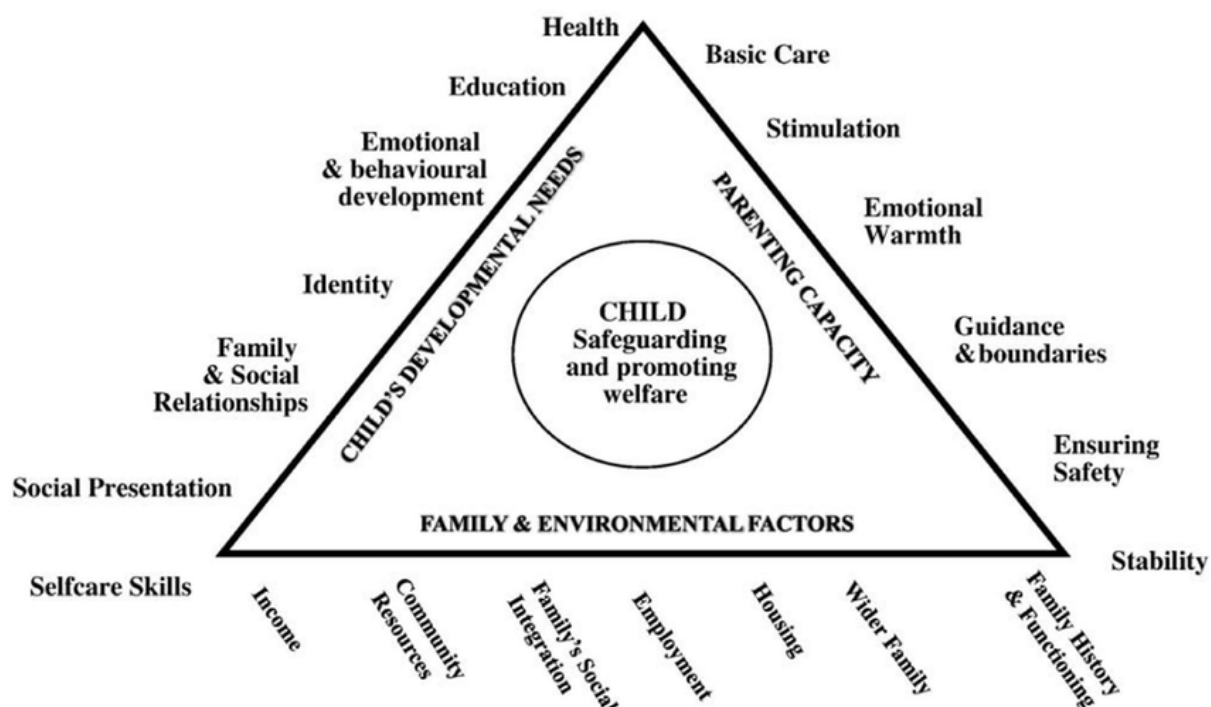 Health
Education
Emotional
& behavioural
development
Identity
Family
& Social
Relationships
Social Presentation
Selfcare Skills
CHILD'S DEVELOPMENTAL NEEDS
Basic Care
Stimulation
Emotional
Warmth
Guidance
& boundaries
Ensuring
Safety
Stability
PARENTING CAPACITY
CHILD
Safeguarding
and promoting
welfare
FAMILY & ENVIRONMENTAL FACTORS
Income
Community
Resources
Family's Social
Integration
Employment
Housing
Wider Family
Family History
& Functioning